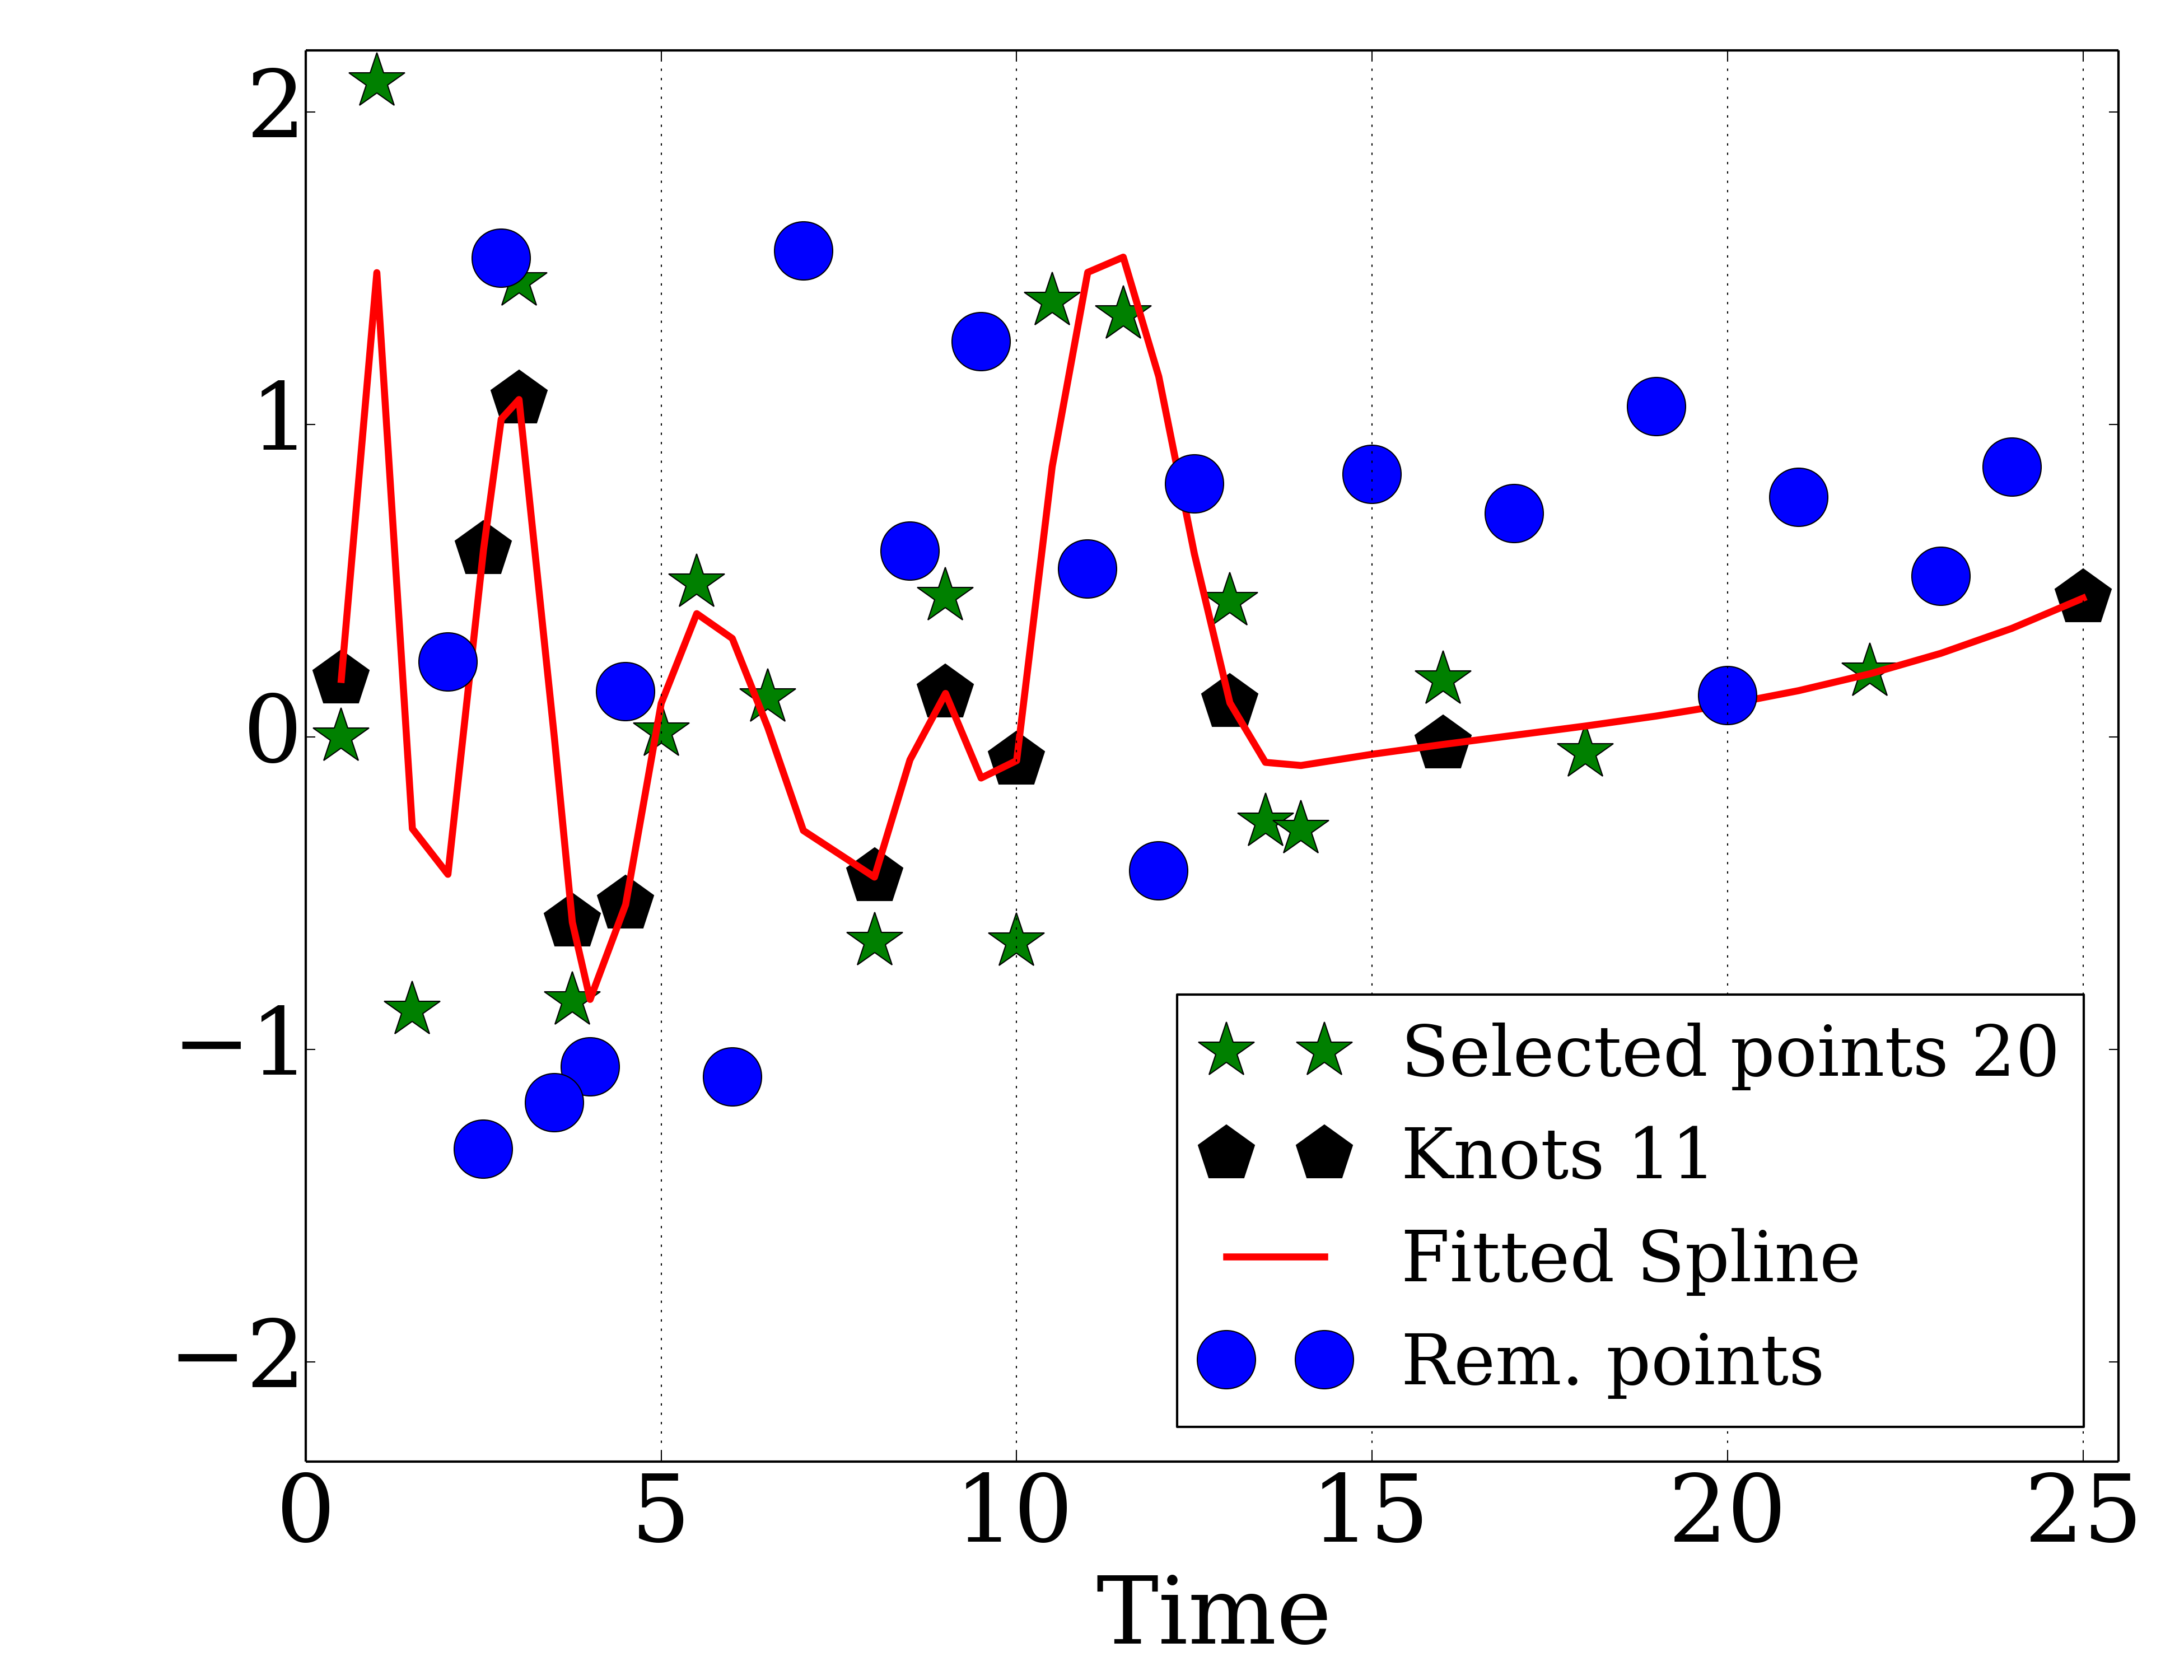 2
1
0
−1
−2
Selected points 20
Knots 11
Fitted Spline
Rem. points
0 5 10 15 20 25
Time